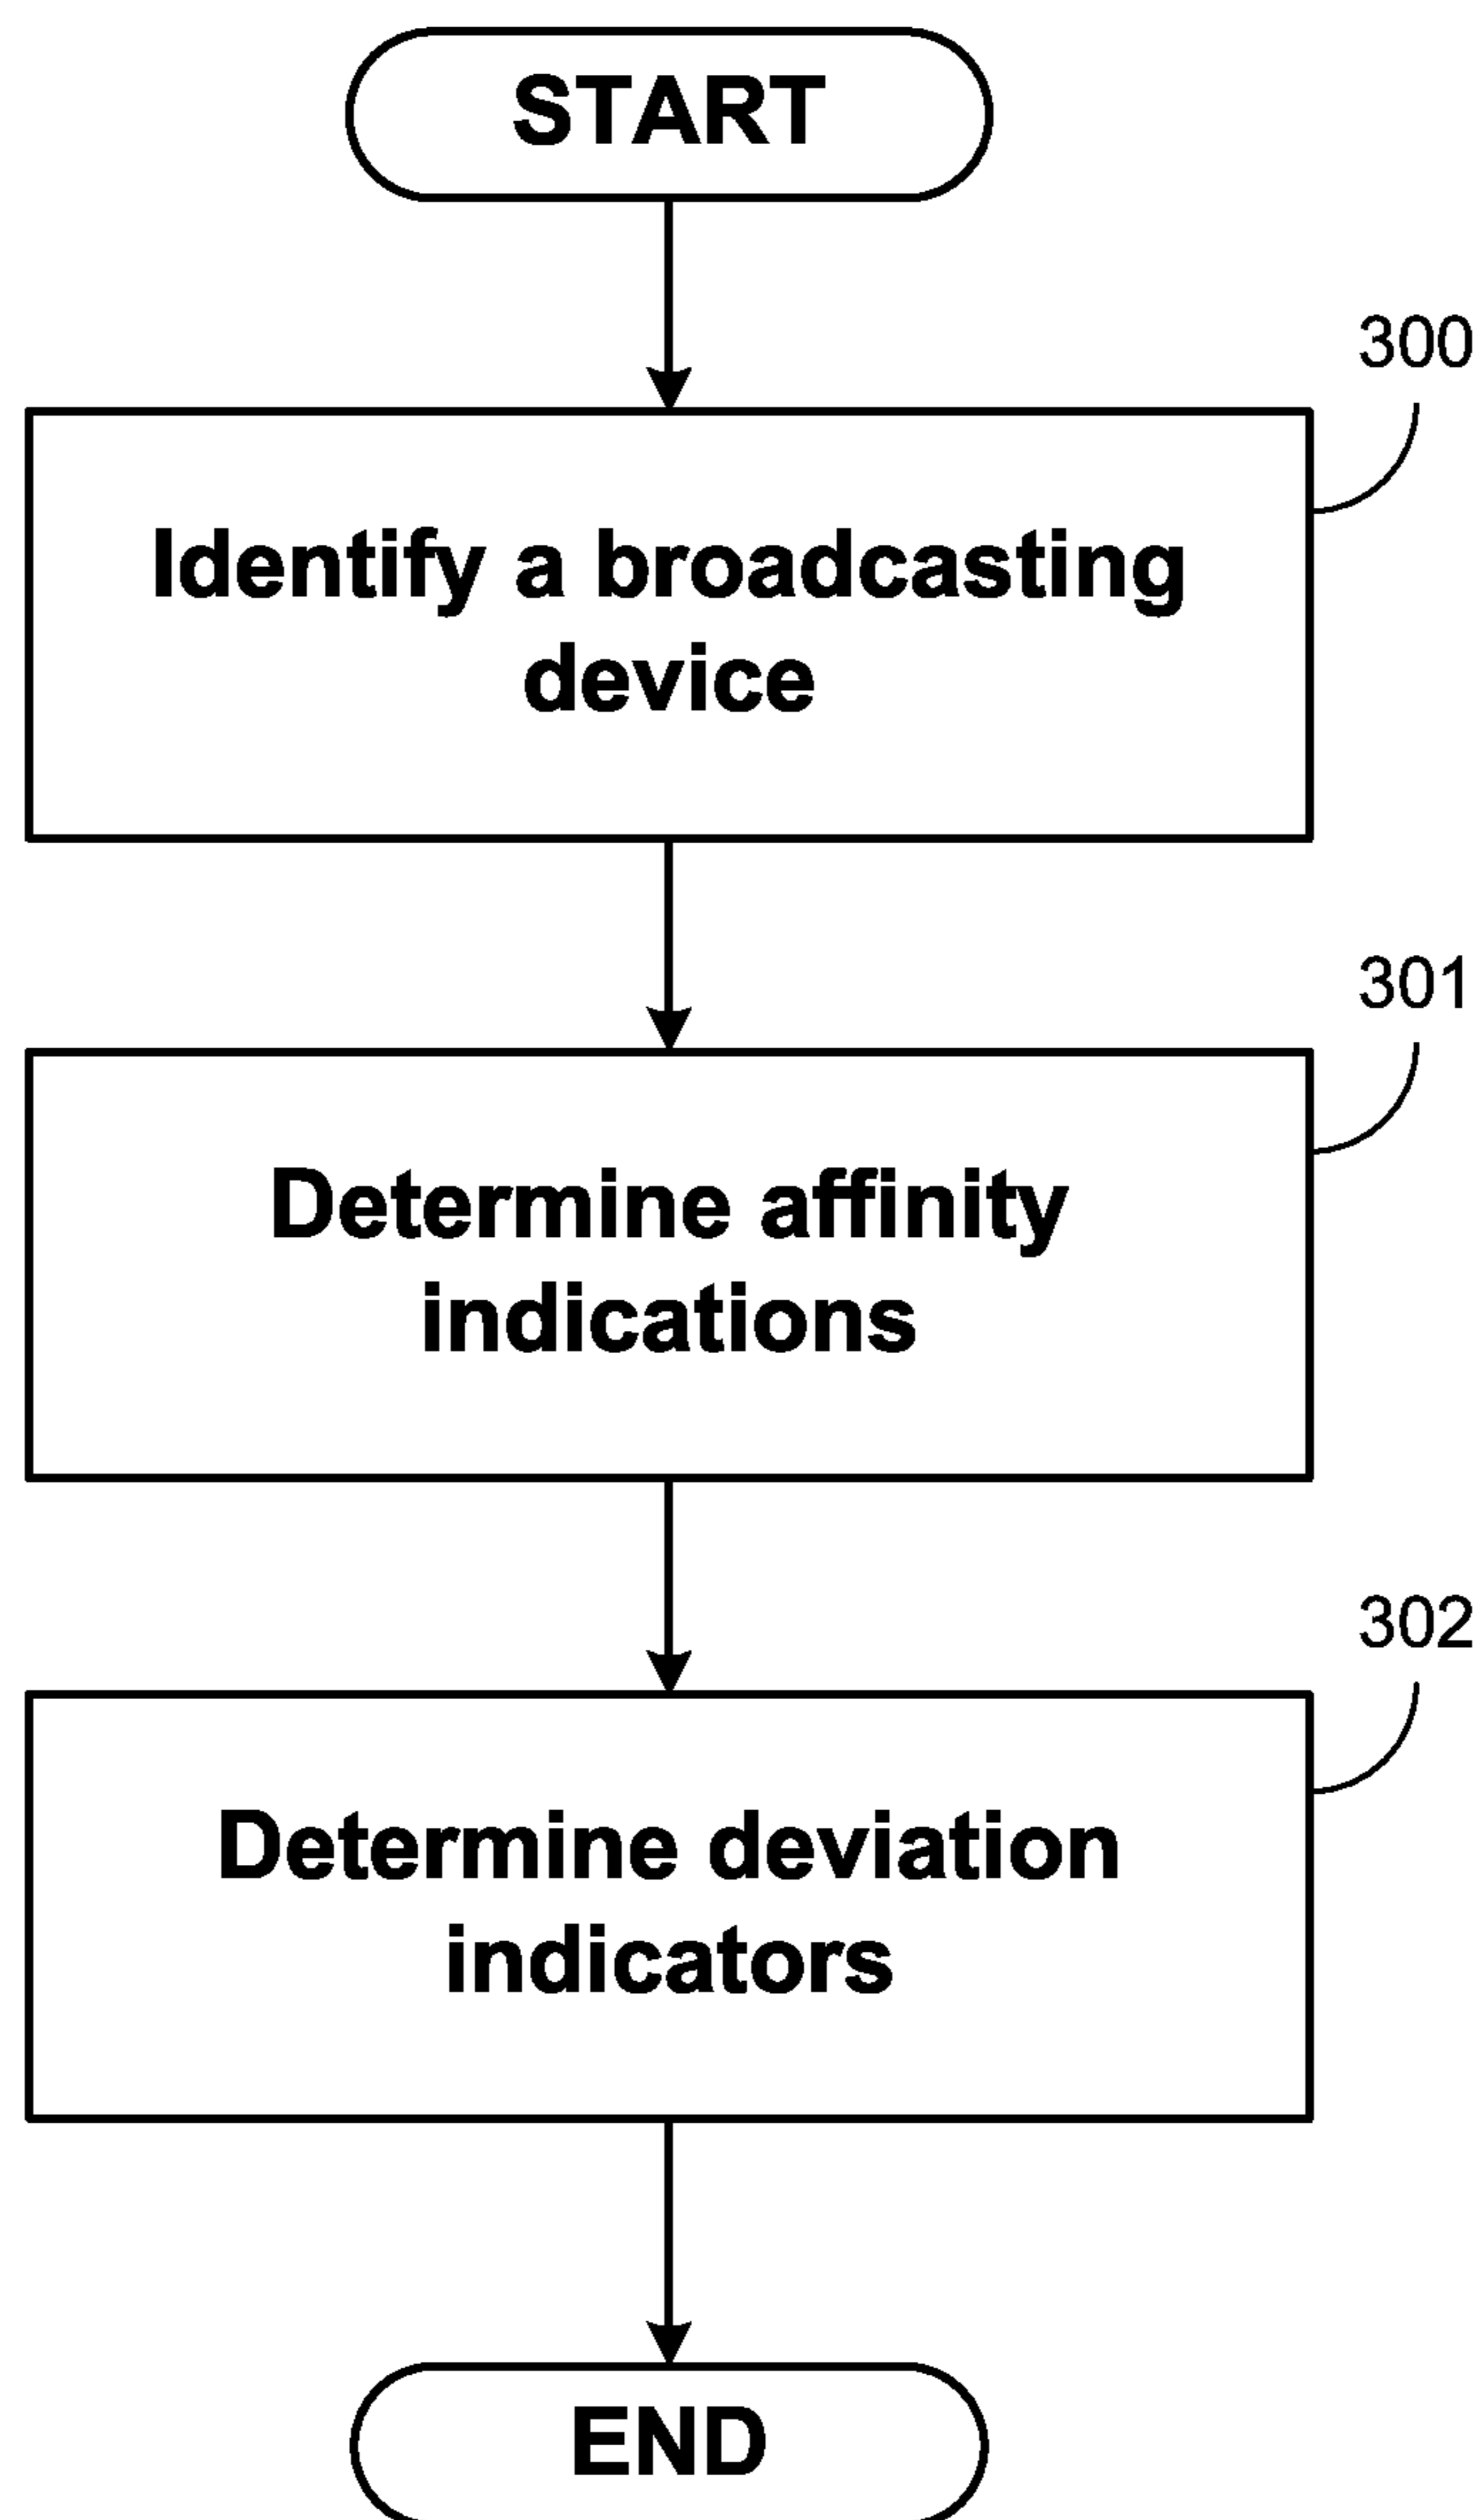 START
300
Identify a broadcasting
device
301
Determine affinity
indications
302
Determine deviation
indicators
END